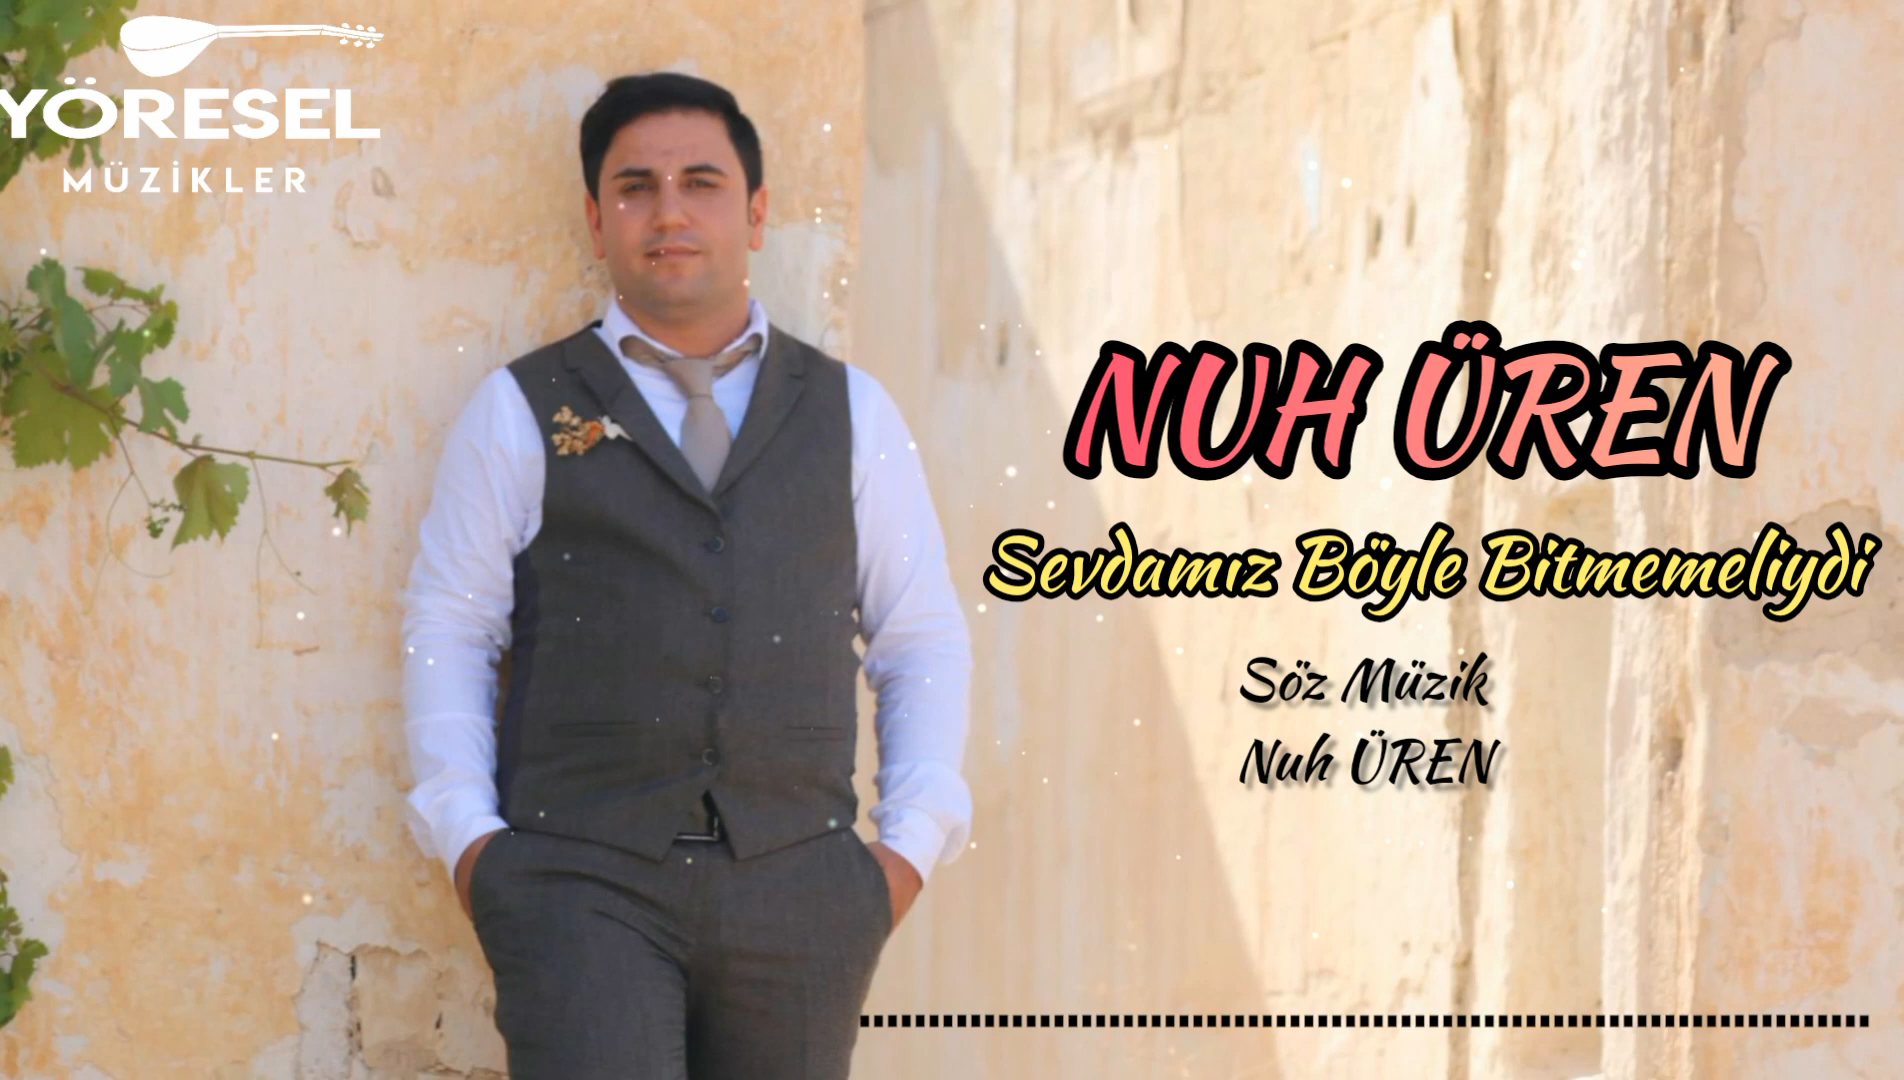 YÖRESEL
MÜZİKLER
NUH ÜREN
Sevdamız Böyle Bitmemeliydi
Söz Müzik
Nuh ÜREN